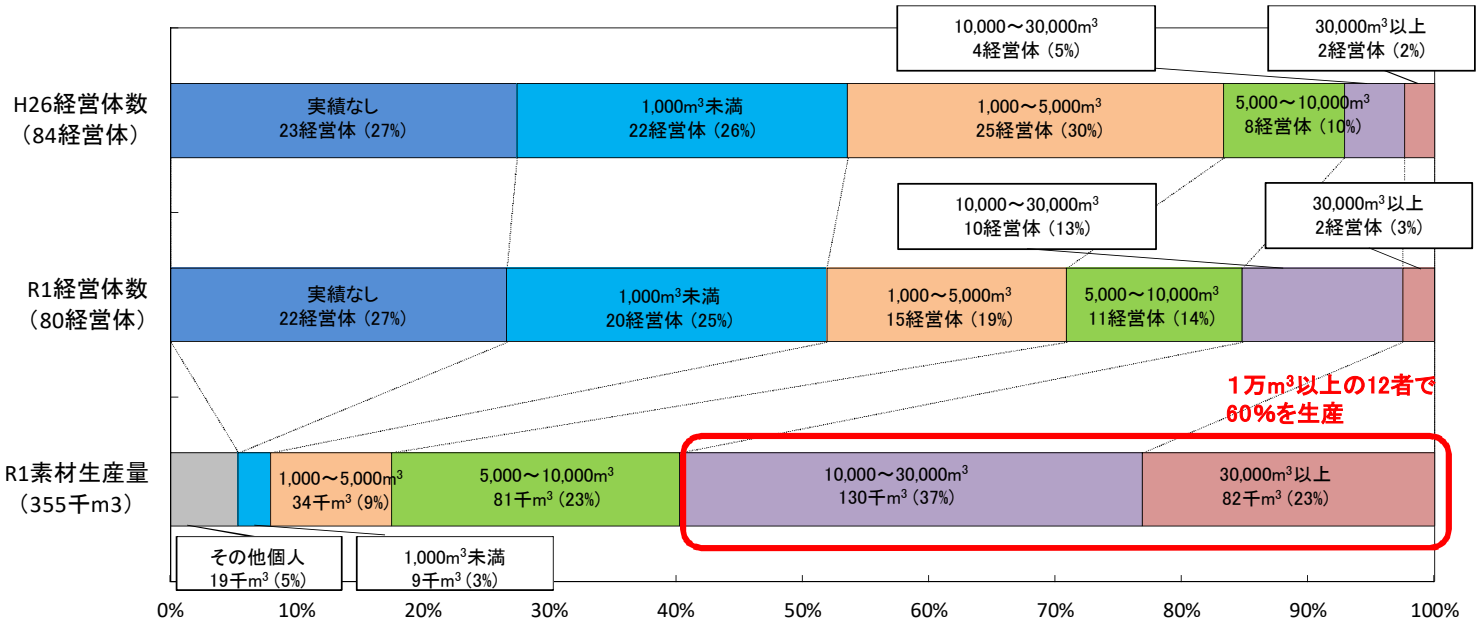 10,000～30,000m³
4経営体（5%）
30,000m³以上
2経営体（2%）
H26経営体数
（84経営体）
実績なし
23経営体（27%）
1,000m³未満
22経営体（26%）
1,000～5,000m³
25経営体（30%）
5,000～10,000m³
8経営体（10%）
10,000～30,000m³
10経営体（13%）
30,000m³以上
2経営体（3%）
R1経営体数
（80経営体）
実績なし
22経営体（27%）
1,000m³未満
20経営体（25%）
1,000～5,000m³
15経営体（19%）
5,000～10,000m³
11経営体（14%）
１万m³以上の12者で
60％を生産
R1素材生産量
（355千m3）
1,000～5,000m³
34千m³（9%）
5,000～10,000m³
81千m³（23%）
10,000～30,000m³
130千m³（37%）
30,000m³以上
82千m³（23%）
その他個人
19千m³（5%）
1,000m³未満
9千m³（3%）
0% 10% 20% 30% 40% 50% 60% 70% 80% 90% 100%